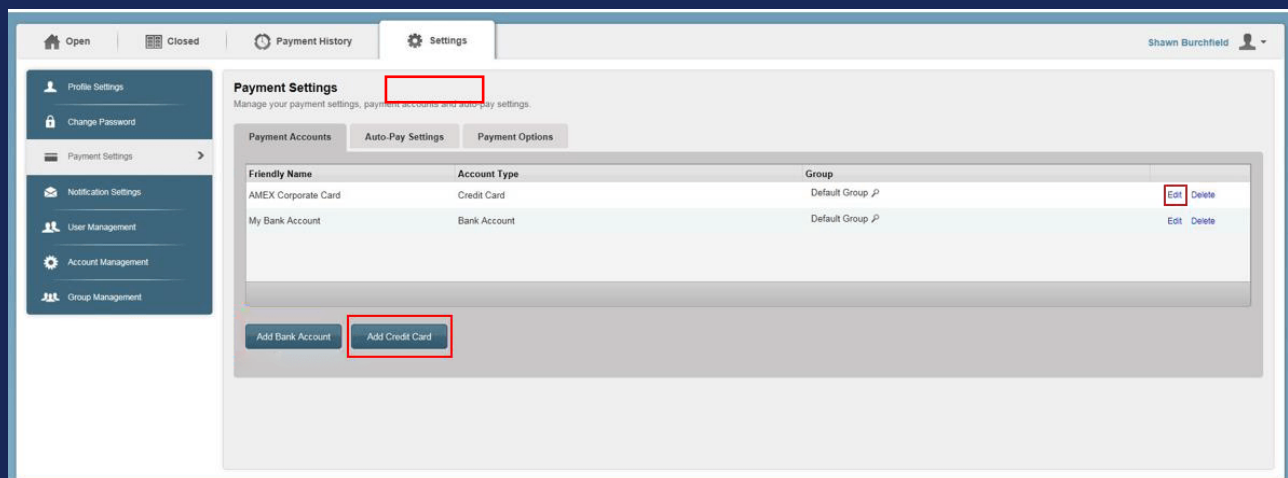 Open Closed Payment History Settings Shawn Burchfield
Profile Settings
Change Password
Payment Settings
Notification Settings
User Management
Account Management
Group Management
Payment Settings
Manage your payment settings, payment accounts and auto-pay settings.
Payment Accounts Auto-Pay Settings Payment Options
Friendly Name Account Type Group
AMEX Corporate Card Credit Card Default Group Edit Delete
My Bank Account Bank Account Default Group Edit Delete
Add Bank Account Add Credit Card